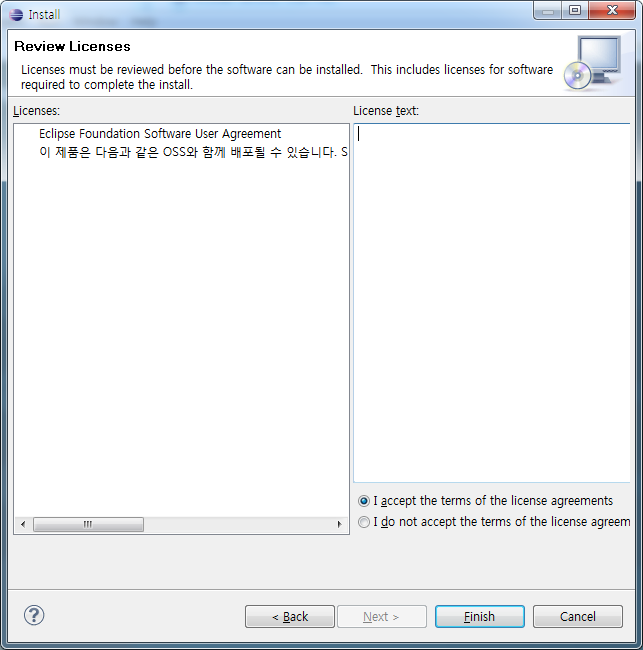 Install
Review Licenses
Licenses must be reviewed before the software can be installed.  This includes licenses for software
required to complete the install.
Licenses:
License text:
Eclipse Foundation Software User Agreement
이 제품은 다음과 같은 OSS와 함께 배포될 수 있습니다. S
I accept the terms of the license agreements
I do not accept the terms of the license agreem
?
< Back
Next >
Finish
Cancel